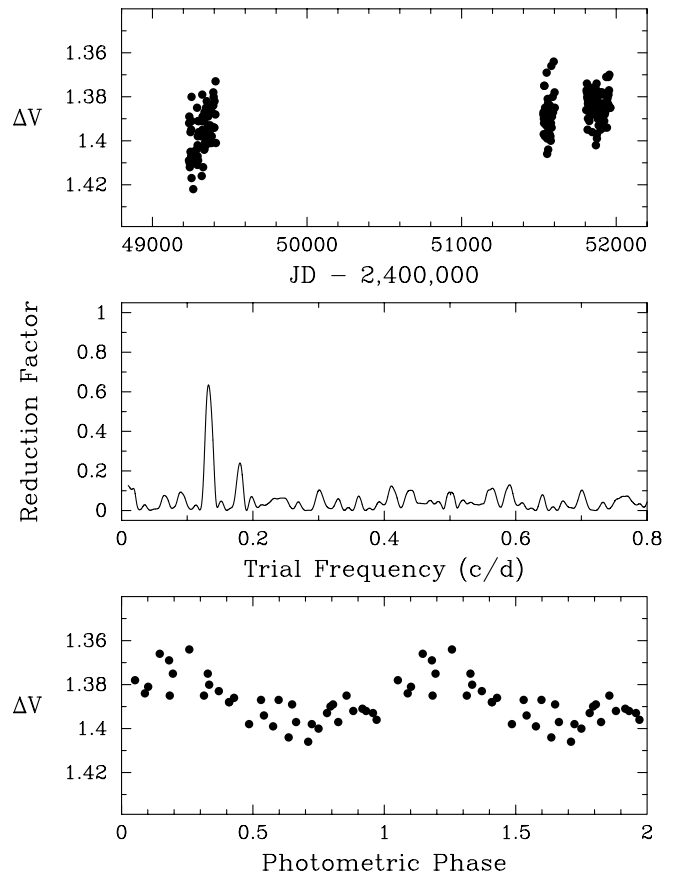 1.36
1.38
ΔV
1.4
1.42
49000 50000 51000 52000
JD − 2,400,000
1
0.8
0.6
0.4
0.2
0
Reduction Factor
0 0.2 0.4 0.6 0.8
Trial Frequency (c/d)
1.36
1.38
ΔV
1.4
1.42
0 0.5 1 1.5 2
Photometric Phase